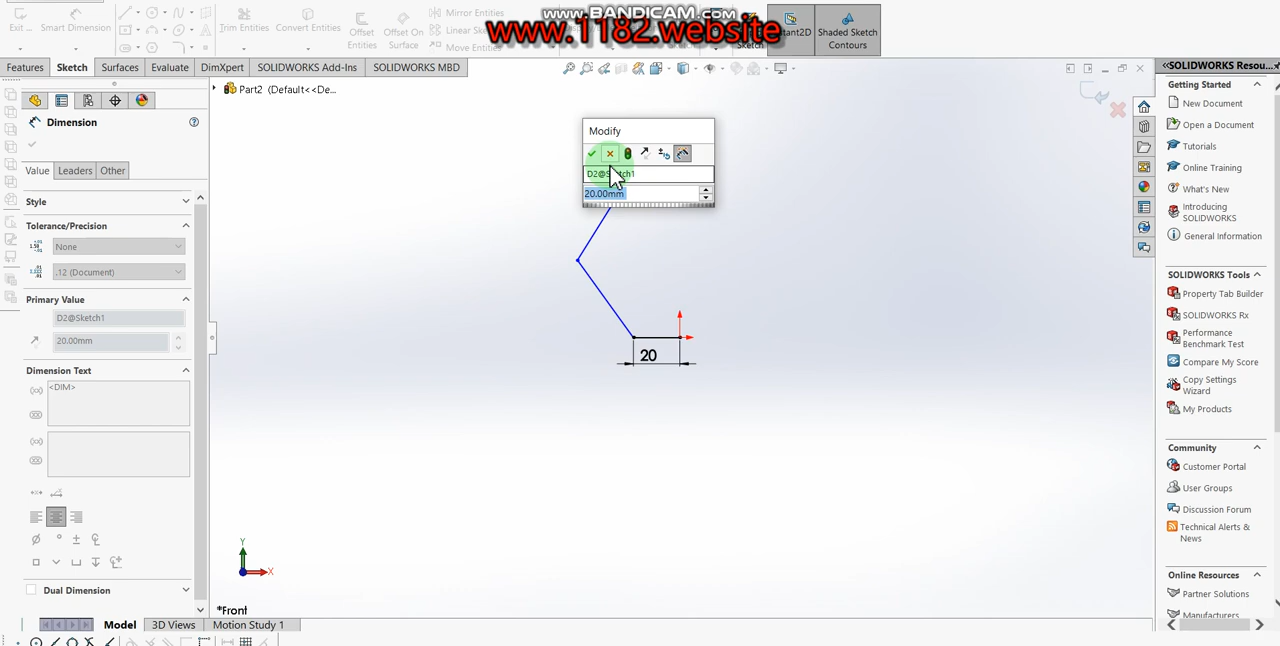 www.BANDICAM.com
www.1182.website
Exit ...
Smart Dimension
Trim Entities
Convert Entities
Offset
Entities
Offset On
Surface
Mirror Entities
Linear Sk
Move Entities
Sketch
tant2D
Shaded Sketch
Contours
Features
Sketch
Surfaces
Evaluate
DimXpert
SOLIDWORKS Add-Ins
SOLIDWORKS MBD
Part2 (Default<<De...
Dimension
Value
Leaders
Other
Style
Tolerance/Precision
None
.12 (Document)
Primary Value
D2@Sketch1
20.00mm
Dimension Text
<DIM>
Dual Dimension
Modify
D2@Sketch1
20.00mm
20
Y
X
*Front
Model
3D Views
Motion Study 1
SOLIDWORKS Resou...
Getting Started
New Document
Open a Document
Tutorials
Online Training
What's New
Introducing
SOLIDWORKS
General Information
SOLIDWORKS Tools
Property Tab Builder
SOLIDWORKS Rx
Performance
Benchmark Test
Compare My Score
Copy Settings
Wizard
My Products
Community
Customer Portal
User Groups
Discussion Forum
Technical Alerts &
News
Online Resources
Partner Solutions
Manufacturers